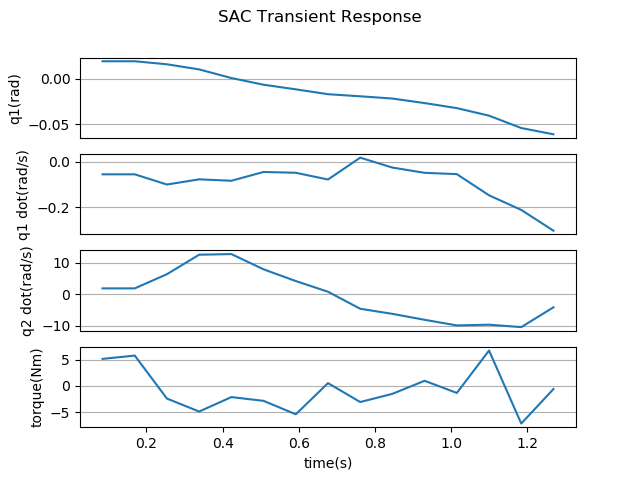 SAC Transient Response
q1(rad)
0.00
−0.05
q1 dot(rad/s)
0.0
−0.2
q2 dot(rad/s)
10
0
−10
torque(Nm)
5
0
−5
0.2 0.4 0.6 0.8 1.0 1.2
time(s)